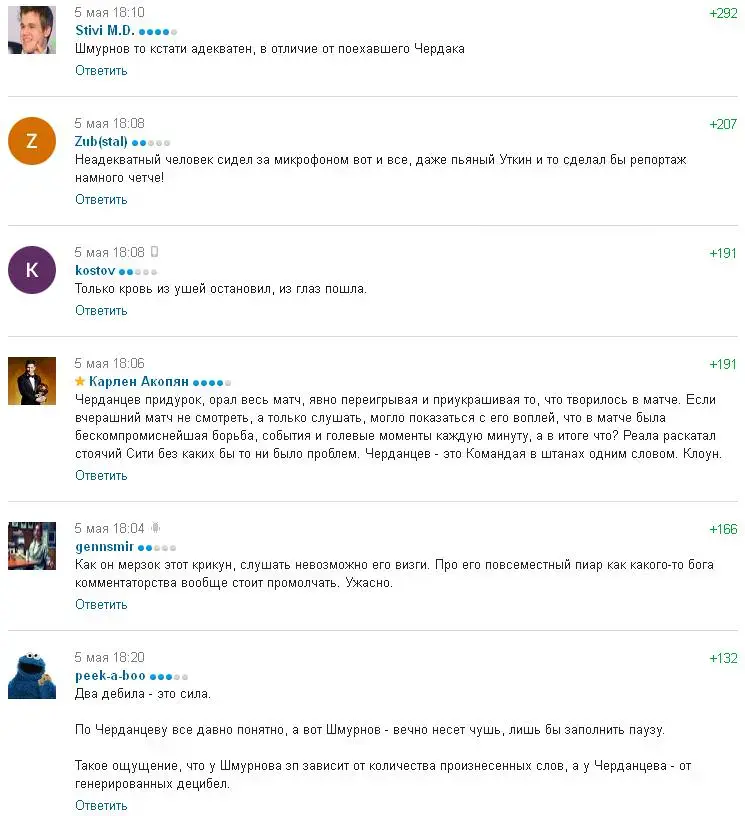 5 мая 18:10
+292
Stivi M.D.
Шмурнов то кстати адекватен, в отличие от поехавшего Чердака
Ответить
5 мая 18:08
+207
Z
Zub(stal)
Неадекватный человек сидел за микрофоном вот и все, даже пьяный Уткин и то сделал бы репортаж
намного четче!
Ответить
5 мая 18:08
+191
K
kostov
Только кровь из ушей остановил, из глаз пошла.
Ответить
5 мая 18:06
+191
Карлен Акопян
Черданцев придурок, орал весь матч, явно переигрывая и приукрашивая то, что творилось в матче. Если
вчерашний матч не смотреть, а только слушать, могло показаться с его воплей, что в матче была
бескомпромиснейшая борьба, события и голевые моменты каждую минуту, а в итоге что? Реала раскатал
стоячий Сити без каких бы то ни было проблем. Черданцев - это Командая в штанах одним словом. Клоун.
Ответить
5 мая 18:04
+166
gennsmir
Как он мерзок этот крикун, слушать невозможно его визги. Про его повсеместный пиар как какого-то бога
комментаторства вообще стоит промолчать. Ужасно.
Ответить
5 мая 18:20
+132
peek-a-boo
Два дебила - это сила.
По Черданцеву все давно понятно, а вот Шмурнов - вечно несет чушь, лишь бы заполнить паузу.
Такое ощущение, что у Шмурнова зп зависит от количества произнесенных слов, а у Черданцева - от
генерированных децибел.
Ответить